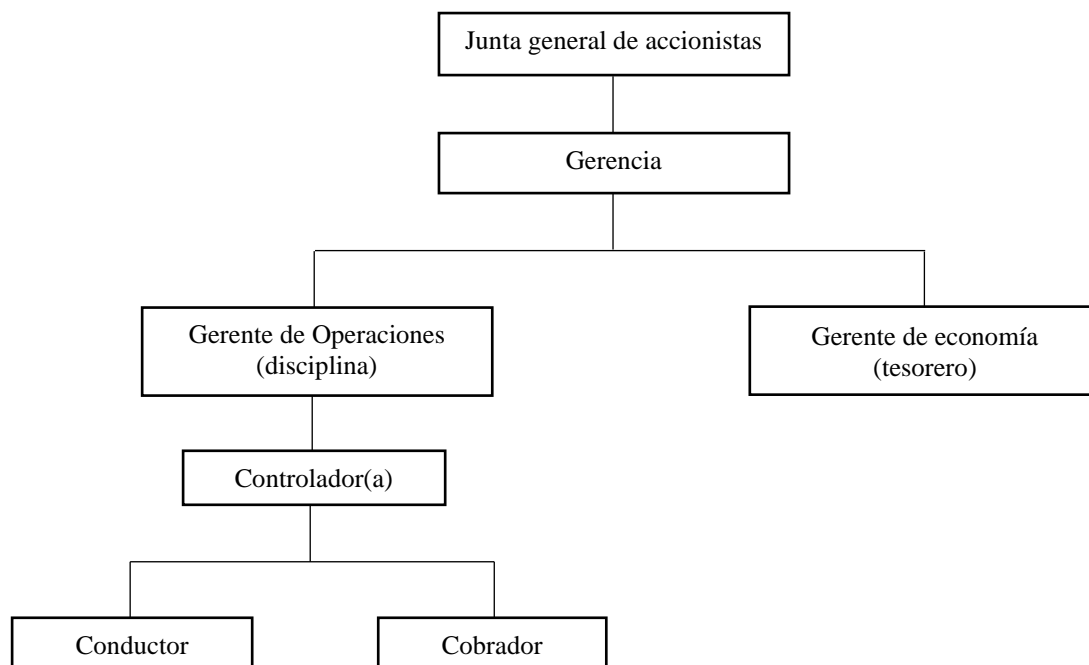 Junta general de accionistas
Gerencia
Gerente de Operaciones
(disciplina)
Gerente de economía
(tesorero)
Controlador(a)
Conductor
Cobrador